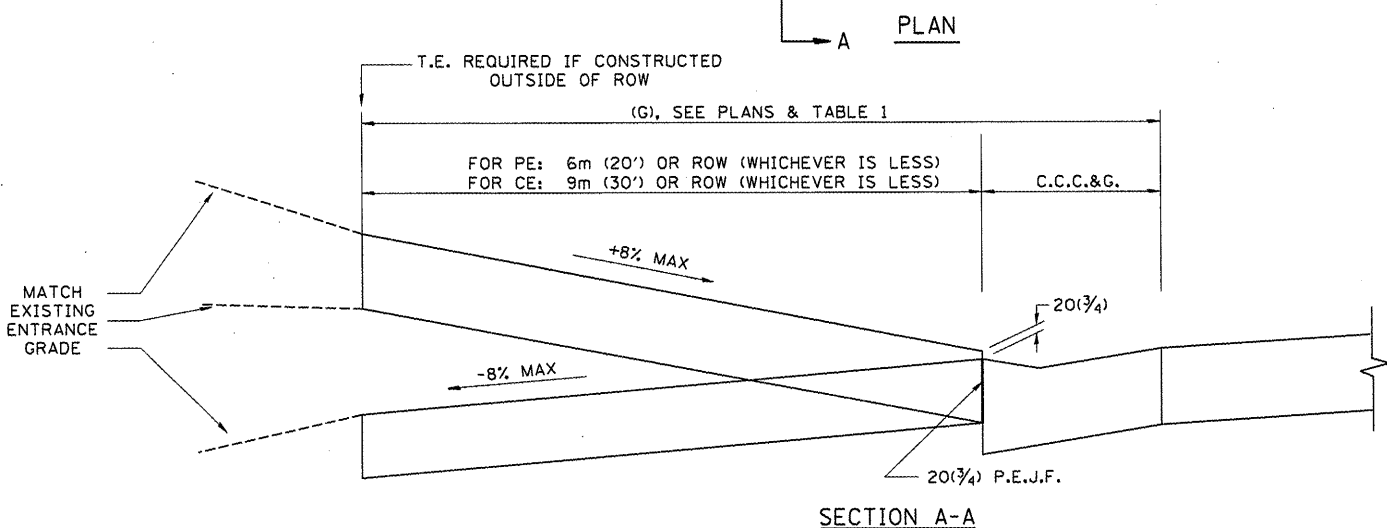 A PLAN
T.E. REQUIRED IF CONSTRUCTED
OUTSIDE OF ROW
(G), SEE PLANS & TABLE 1
FOR PE: 6m (20') OR ROW (WHICHEVER IS LESS)
FOR CE: 9m (30') OR ROW (WHICHEVER IS LESS)
C.C.C.&G.
+8% MAX
MATCH
EXISTING
ENTRANCE
GRADE
20(3/4)
-8% MAX
20(3/4) P.E.J.F.
SECTION A-A